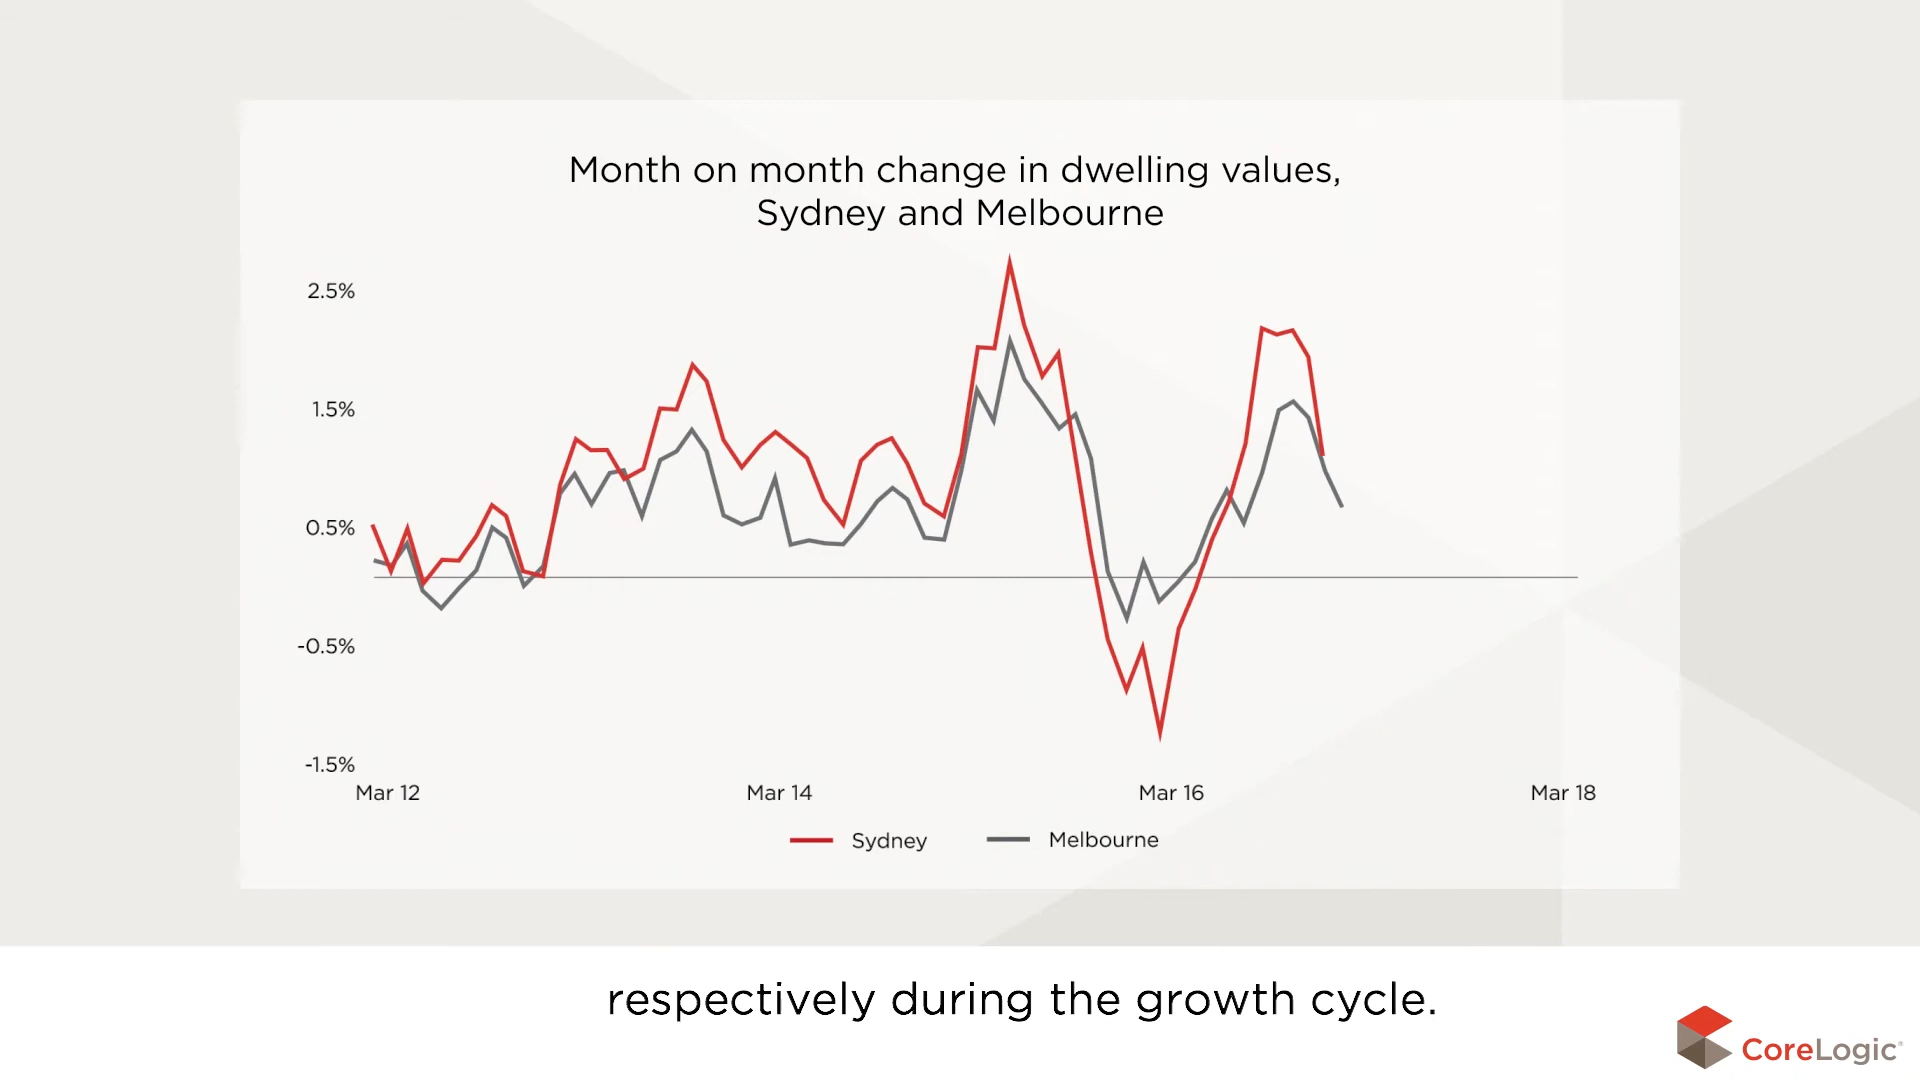 Month on month change in dwelling values,
Sydney and Melbourne
2.5%
1.5%
0.5%
-0.5%
-1.5%
Mar 12
Mar 14
Mar 16
Mar 18
Sydney
Melbourne
respectively during the growth cycle.
CoreLogic